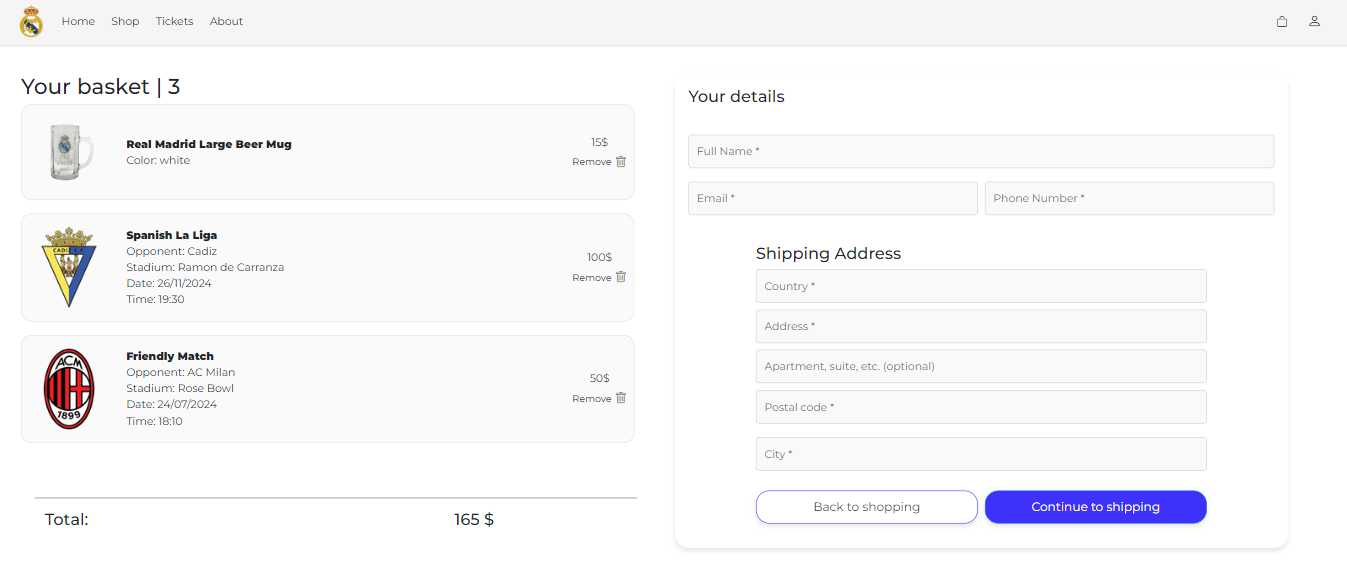 Home
Shop
Tickets
About
Your basket | 3
Real Madrid Large Beer Mug
Color: white
15$
Remove
CADIZ C.F.
Spanish La Liga
Opponent: Cadiz
Stadium: Ramon de Carranza
Date: 26/11/2024
Time: 19:30
100$
Remove
ACM
1899
Friendly Match
Opponent: AC Milan
Stadium: Rose Bowl
Date: 24/07/2024
Time: 18:10
50$
Remove
Total: 165 $
Your details
Full Name *
Email *
Phone Number *
Shipping Address
Country *
Address *
Apartment, suite, etc. (optional)
Postal code *
City *
Back to shopping
Continue to shipping